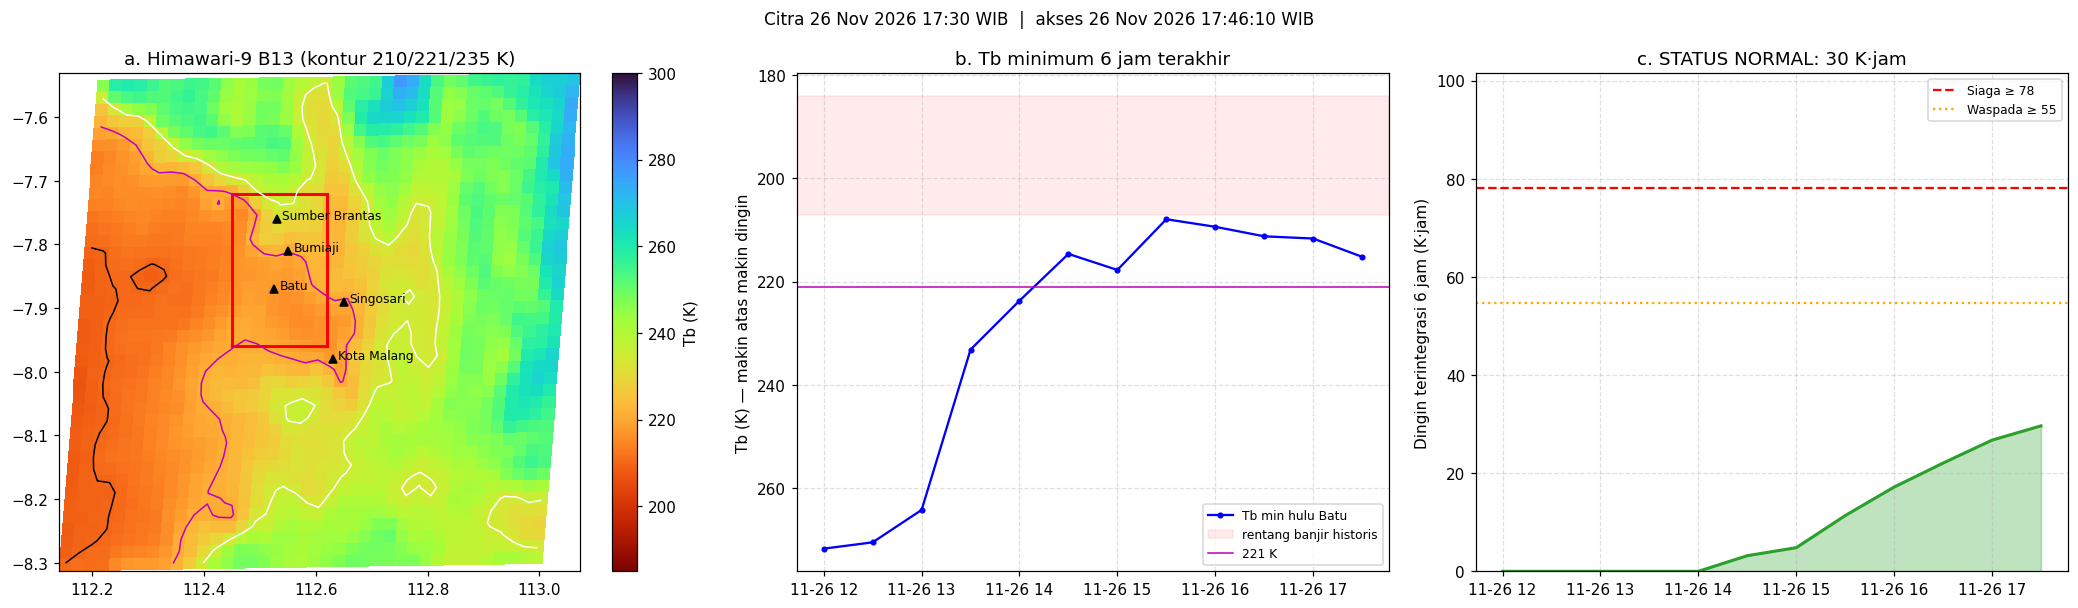 Citra 26 Nov 2026 17:30 WIB | akses 26 Nov 2026 17:46:10 WIB
a. Himawari-9 B13 (kontur 210/221/235 K)
−7.6
−7.7
−7.8
−7.9
−8.0
−8.1
−8.2
−8.3
112.2
112.4
112.6
112.8
113.0
Sumber Brantas
Bumiaji
Batu
Singosari
Kota Malang
300
280
260
240
220
200
Tb (K)
b. Tb minimum 6 jam terakhir
Tb (K) — makin atas makin dingin
180
200
220
240
260
11-26 12
11-26 13
11-26 14
11-26 15
11-26 16
11-26 17
Tb min hulu Batu
rentang banjir historis
221 K
c. STATUS NORMAL: 30 K·jam
Dingin terintegrasi 6 jam (K·jam)
100
80
60
40
20
0
11-26 12
11-26 13
11-26 14
11-26 15
11-26 16
11-26 17
Siaga ≥ 78
Waspada ≥ 55